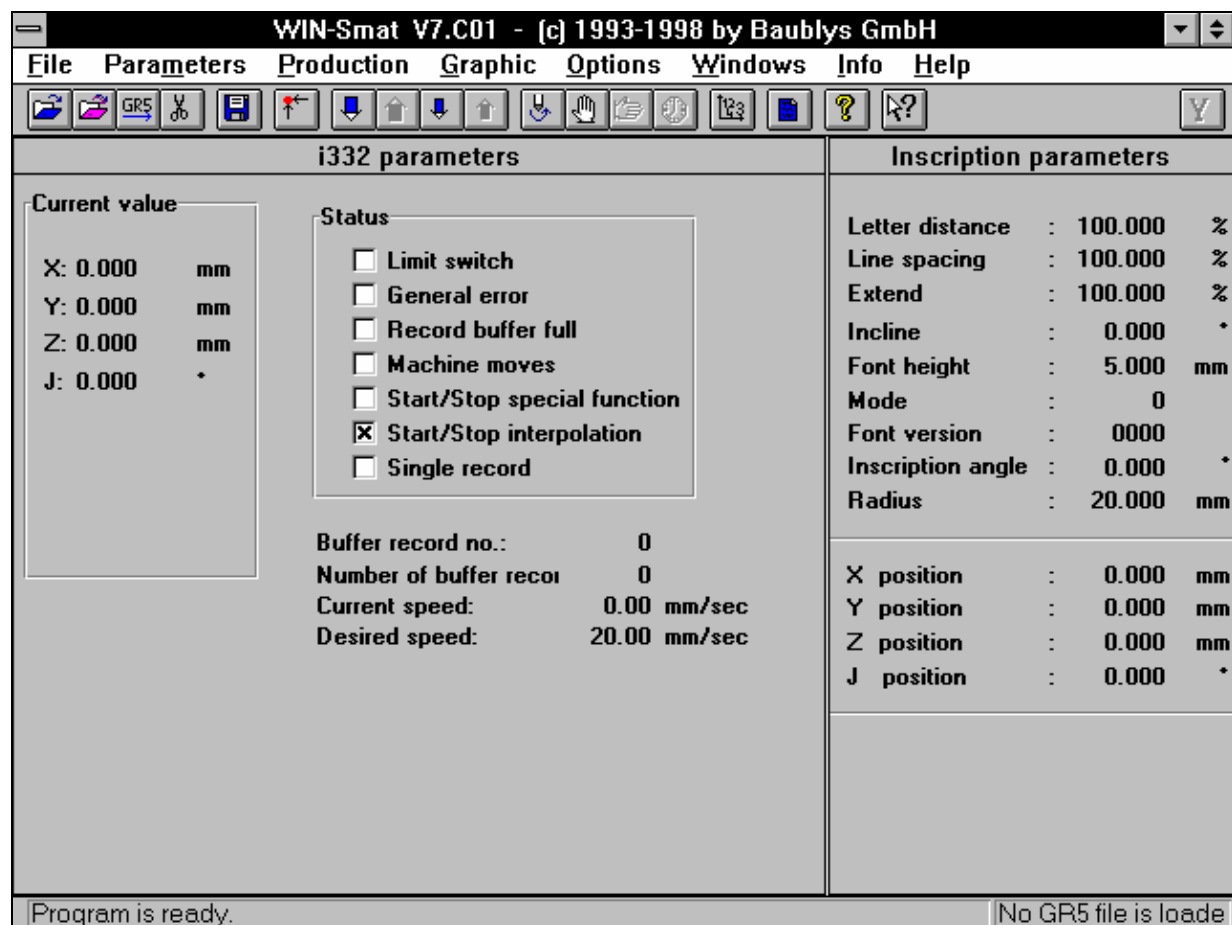 WIN-Smat V7.C01 - (c) 1993-1998 by Baublys GmbH
File Parameters Production Graphic Options Windows Info Help
GR5 123 ? ? Y
i332 parameters
Current value
X: 0.000 mm
Y: 0.000 mm
Z: 0.000 mm
J: 0.000 °
Status
Limit switch
General error
Record buffer full
Machine moves
Start/Stop special function
Start/Stop interpolation
Single record
Buffer record no.: 0
Number of buffer recor 0
Current speed: 0.00 mm/sec
Desired speed: 20.00 mm/sec
Inscription parameters
Letter distance : 100.000 %
Line spacing : 100.000 %
Extend : 100.000 %
Incline : 0.000 °
Font height : 5.000 mm
Mode : 0
Font version : 0000
Inscription angle : 0.000 °
Radius : 20.000 mm
X position : 0.000 mm
Y position : 0.000 mm
Z position : 0.000 mm
J position : 0.000 °
Program is ready.
No GR5 file is loade